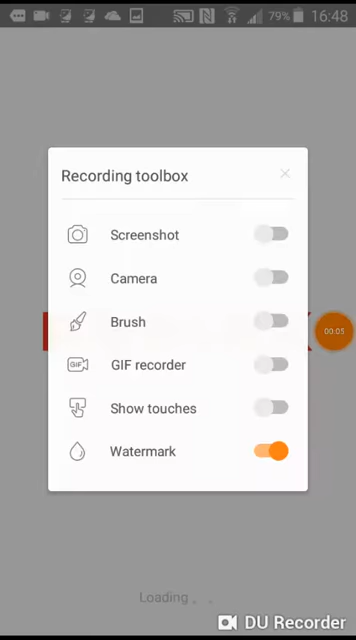 79% 16:48
Recording toolbox
Screenshot
Camera
Brush
00:05
GIF GIF recorder
Show touches
Watermark
Loading . .
DU Recorder